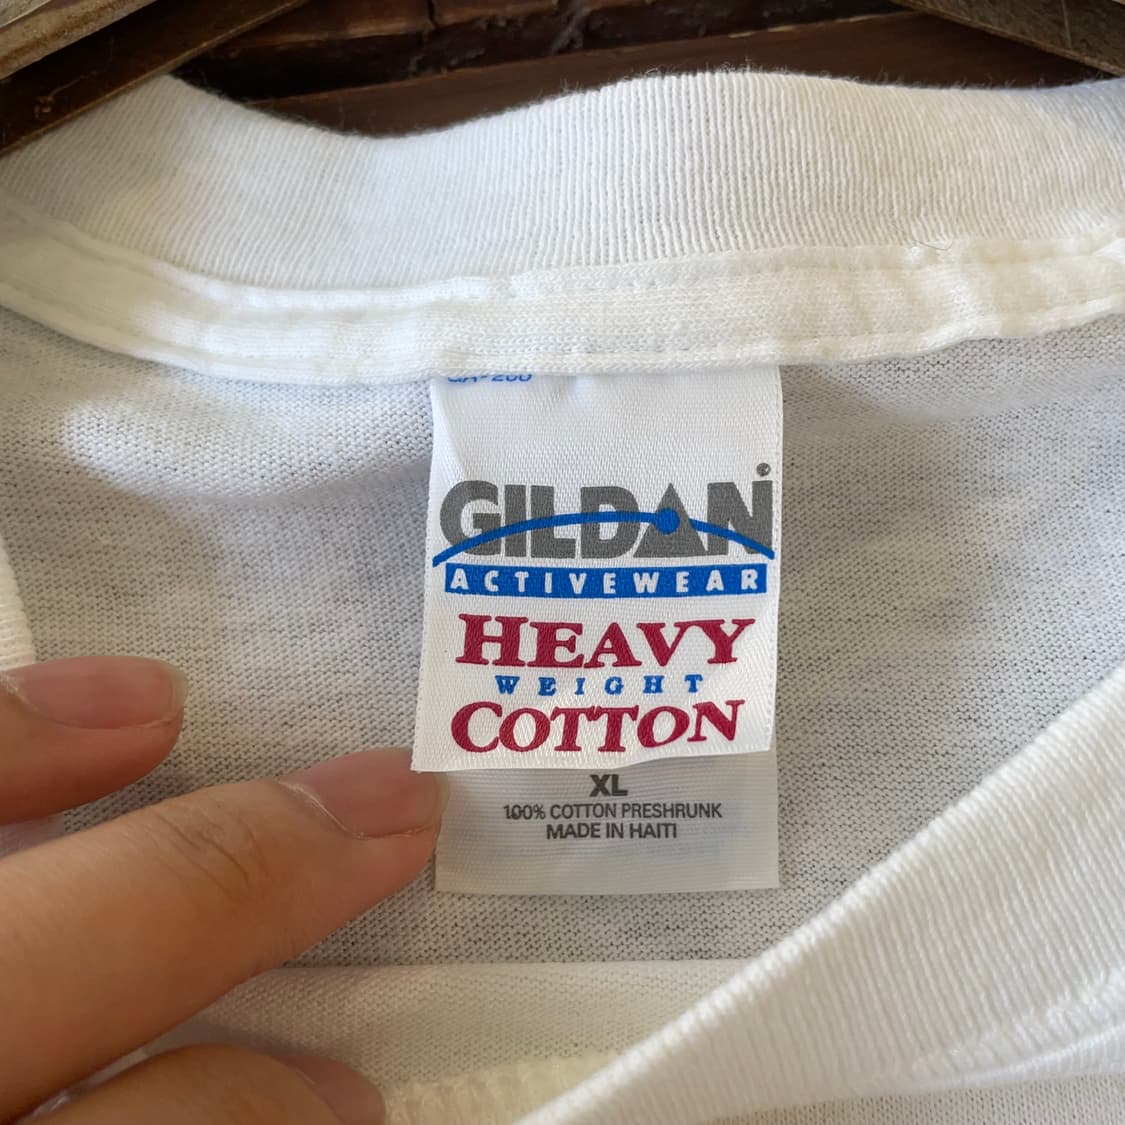 GILDAN
ACTIVEWEAR
HEAVY
WEIGHT
COTTON
XL
100% COTTON PRESHRUNK
MADE IN HAITI